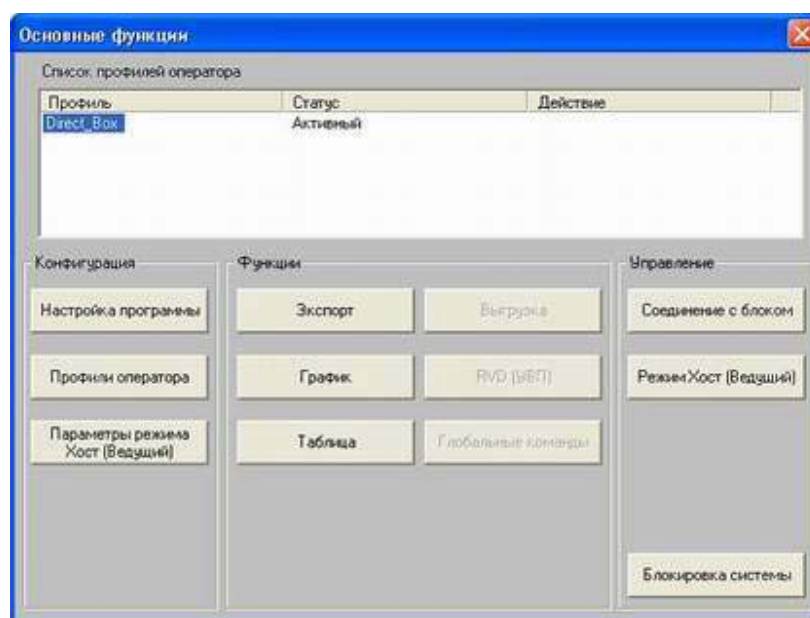 Основные функции
Список профилей оператора
Профиль Статус Действие
Direct_Box Активный
Конфигурация Функции Управление
Настройка программы Экспорт Выгрузка Соединение с блоком
Профили оператора График RVD (УВП) Режим Хост (Ведущий)
Параметры режима Таблица Глобальные команды
Хост (Ведущий)
Блокировка системы